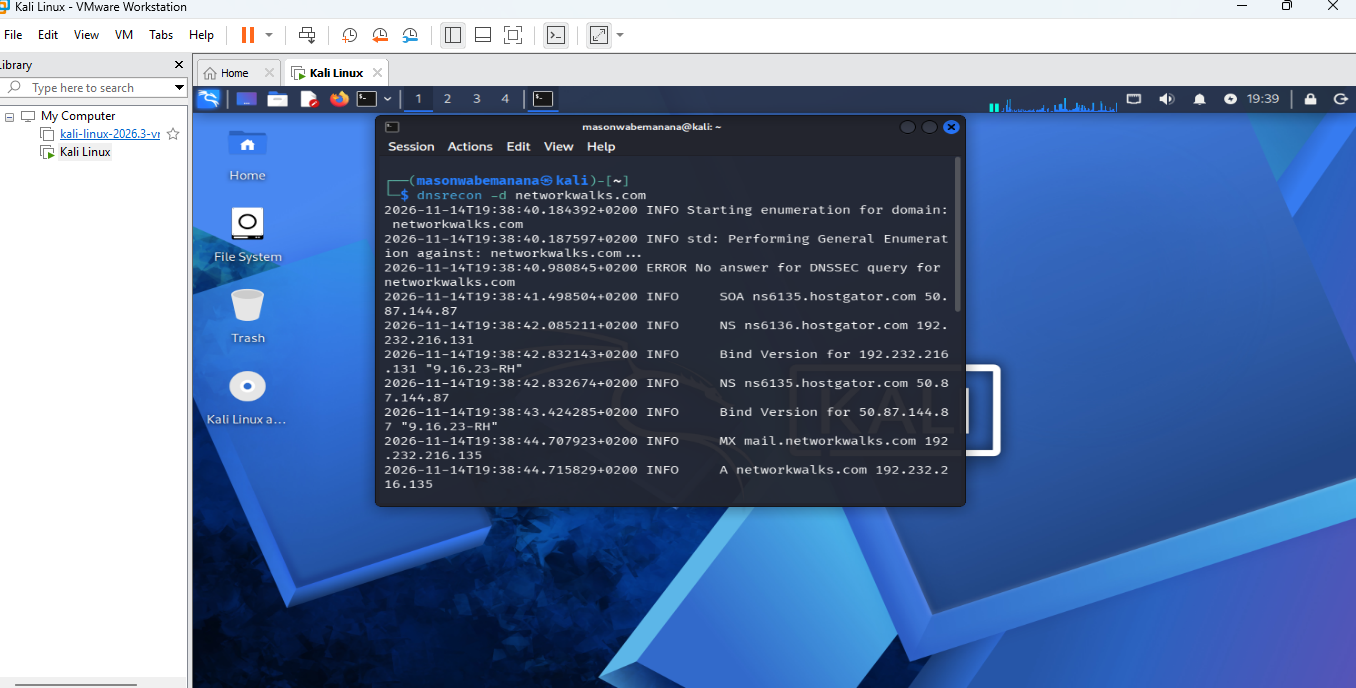 Kali Linux - VMware Workstation
File Edit View VM Tabs Help
Library
Type here to search
My Computer
kali-linux-2026.3-vr
Kali Linux
Home
Kali Linux
1 2 3 4
19:39
Home
File System
Trash
Kali Linux a...
masonwabemanana@kali: ~
Session Actions Edit View Help
┌──(masonwabemanana㉿kali)-[~]
└─$ dnsrecon -d networkwalks.com
2026-11-14T19:38:40.184392+0200 INFO Starting enumeration for domain:
networkwalks.com
2026-11-14T19:38:40.187597+0200 INFO std: Performing General Enumerat
ion against: networkwalks.com...
2026-11-14T19:38:40.980845+0200 ERROR No answer for DNSSEC query for
networkwalks.com
2026-11-14T19:38:41.498504+0200 INFO SOA ns6135.hostgator.com 50.
87.144.87
2026-11-14T19:38:42.085211+0200 INFO NS ns6136.hostgator.com 192.
232.216.131
2026-11-14T19:38:42.832143+0200 INFO Bind Version for 192.232.216
.131 "9.16.23-RH"
2026-11-14T19:38:42.832674+0200 INFO NS ns6135.hostgator.com 50.8
7.144.87
2026-11-14T19:38:43.424285+0200 INFO Bind Version for 50.87.144.8
7 "9.16.23-RH"
2026-11-14T19:38:44.707923+0200 INFO MX mail.networkwalks.com 192
.232.216.135
2026-11-14T19:38:44.715829+0200 INFO A networkwalks.com 192.232.2
16.135
KALI